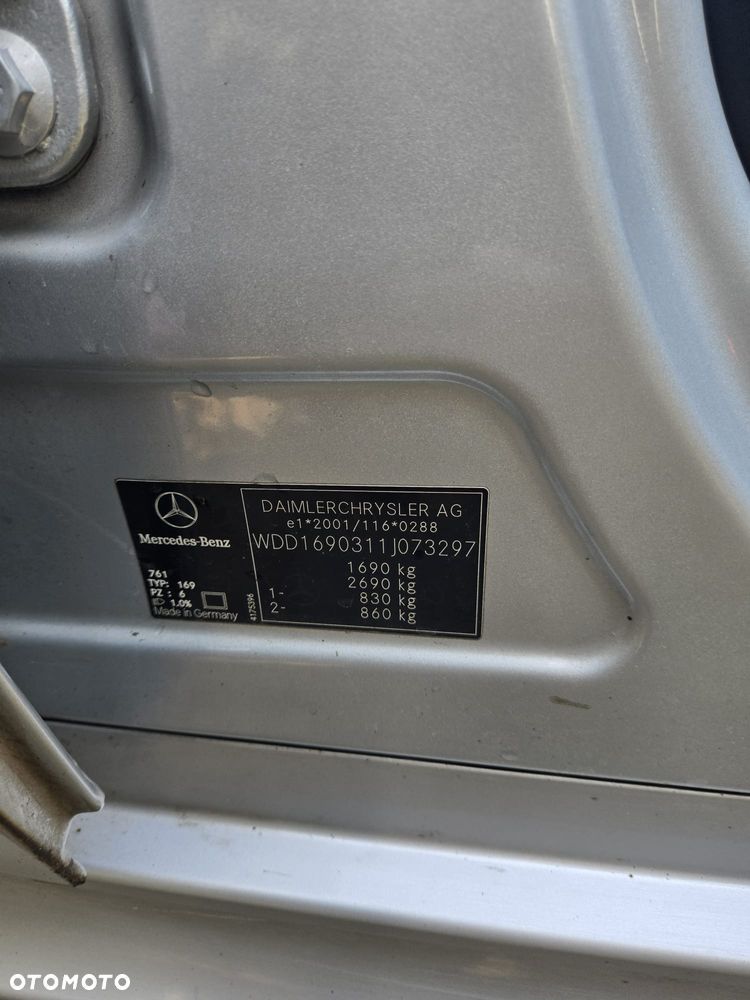 Mercedes-Benz
761
TYP: 169
PZ : 6
1.0%
Made in Germany
4175396
DAIMLERCHRYSLER AG
e1*2001/116*0288
WDD1690311J073297
1690 kg
2690 kg
1- 830 kg
2- 860 kg
OTOMOTO